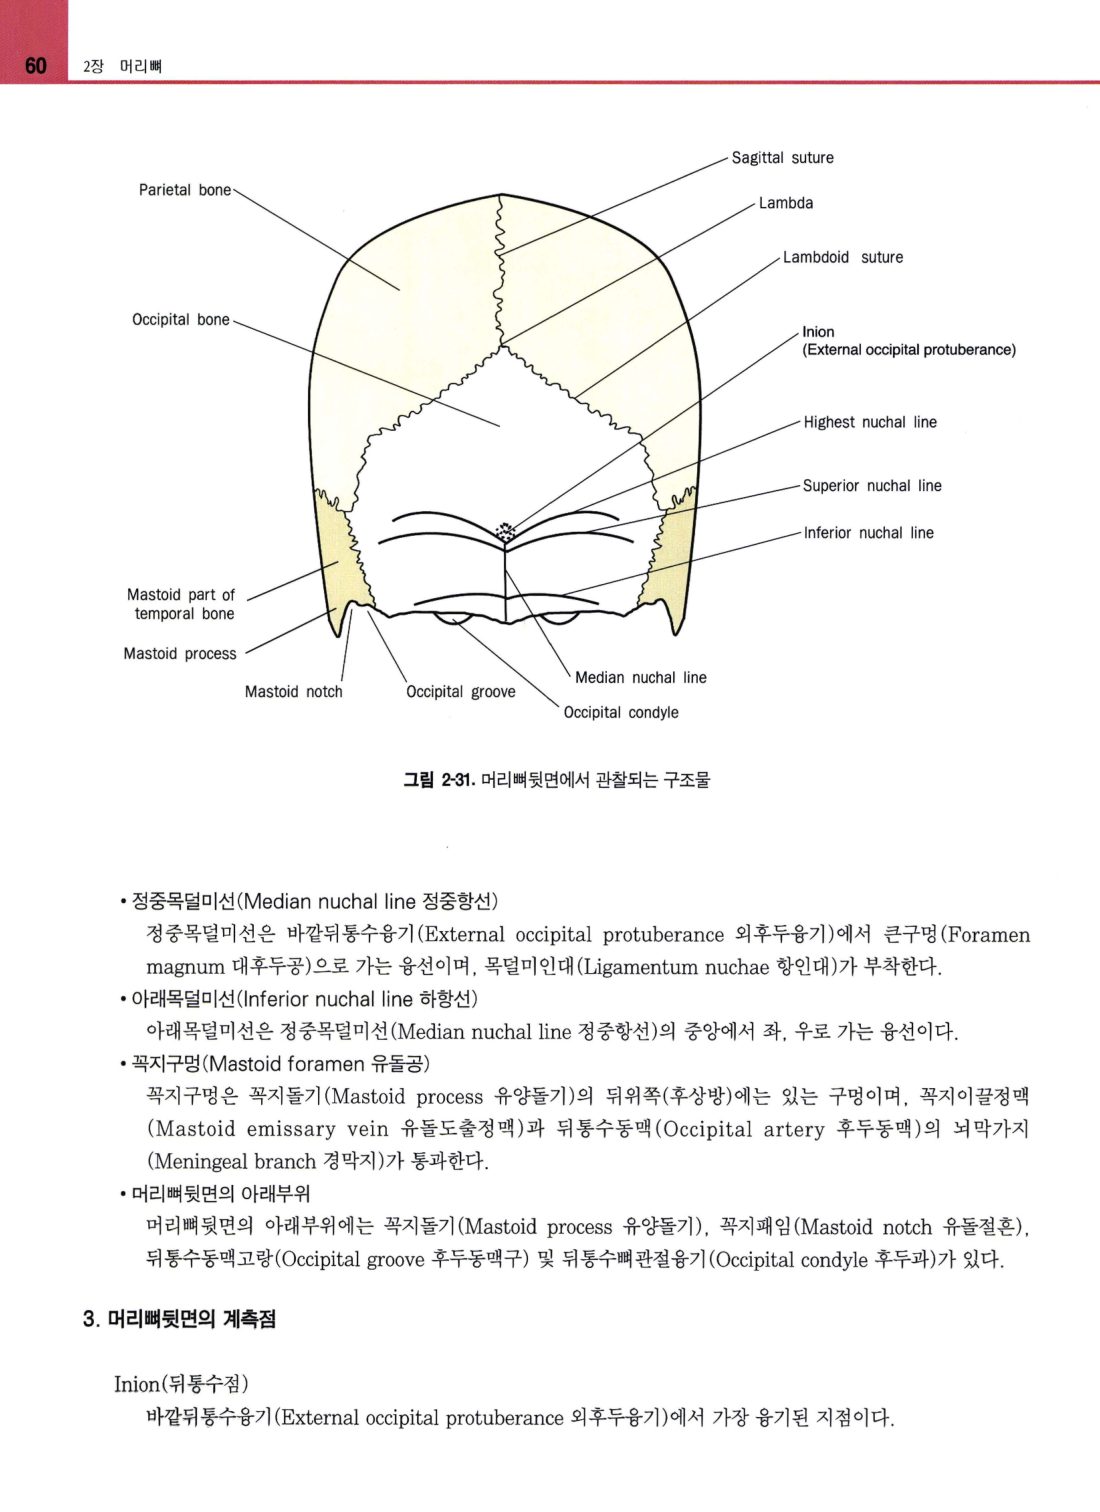 60
2장 머리뼈
Sagittal suture
Parietal bone
Lambda
Lambdoid suture
Occipital bone
Inion
(External occipital protuberance)
Highest nuchal line
Superior nuchal line
Inferior nuchal line
Mastoid part of
temporal bone
Mastoid process
Median nuchal line
Mastoid notch
Occipital groove
Occipital condyle
그림 2-31. 머리뼈뒷면에서 관찰되는 구조물
• 정중목덜미선(Median nuchal line 정중항선)
정중목덜미선은 바깥뒤통수융기(External occipital protuberance 외후두융기)에서 큰구멍(Foramen
magnum 대후두공)으로 가는 융선이며, 목덜미인대(Ligamentum nuchae 항인대)가 부착한다.
• 아래목덜미선(Inferior nuchal line 하항선)
아래목덜미선은 정중목덜미선(Median nuchal line 정중항선)의 중앙에서 좌, 우로 가는 융선이다.
• 꼭지구멍(Mastoid foramen 유돌공)
꼭지구멍은 꼭지돌기(Mastoid process 유양돌기)의 뒤위쪽(후상방)에는 있는 구멍이며, 꼭지이끌정맥
(Mastoid emissary vein 유돌도출정맥)과 뒤통수동맥(Occipital artery 후두동맥)의 뇌막가지
(Meningeal branch 경막지)가 통과한다.
• 머리뼈뒷면의 아래부위
머리뼈뒷면의 아래부위에는 꼭지돌기(Mastoid process 유양돌기), 꼭지패임(Mastoid notch 유돌절흔),
뒤통수동맥고랑(Occipital groove 후두동맥구) 및 뒤통수뼈관절융기(Occipital condyle 후두과)가 있다.
3. 머리뼈뒷면의 계측점
Inion(뒤통수점)
바깥뒤통수융기(External occipital protuberance 외후두융기)에서 가장 융기된 지점이다.